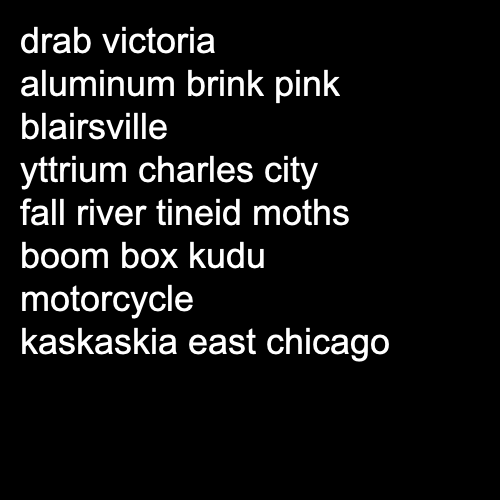 drab victoria
aluminum brink pink
blairsville
yttrium charles city
fall river tineid moths
boom box kudu
motorcycle
kaskaskia east chicago